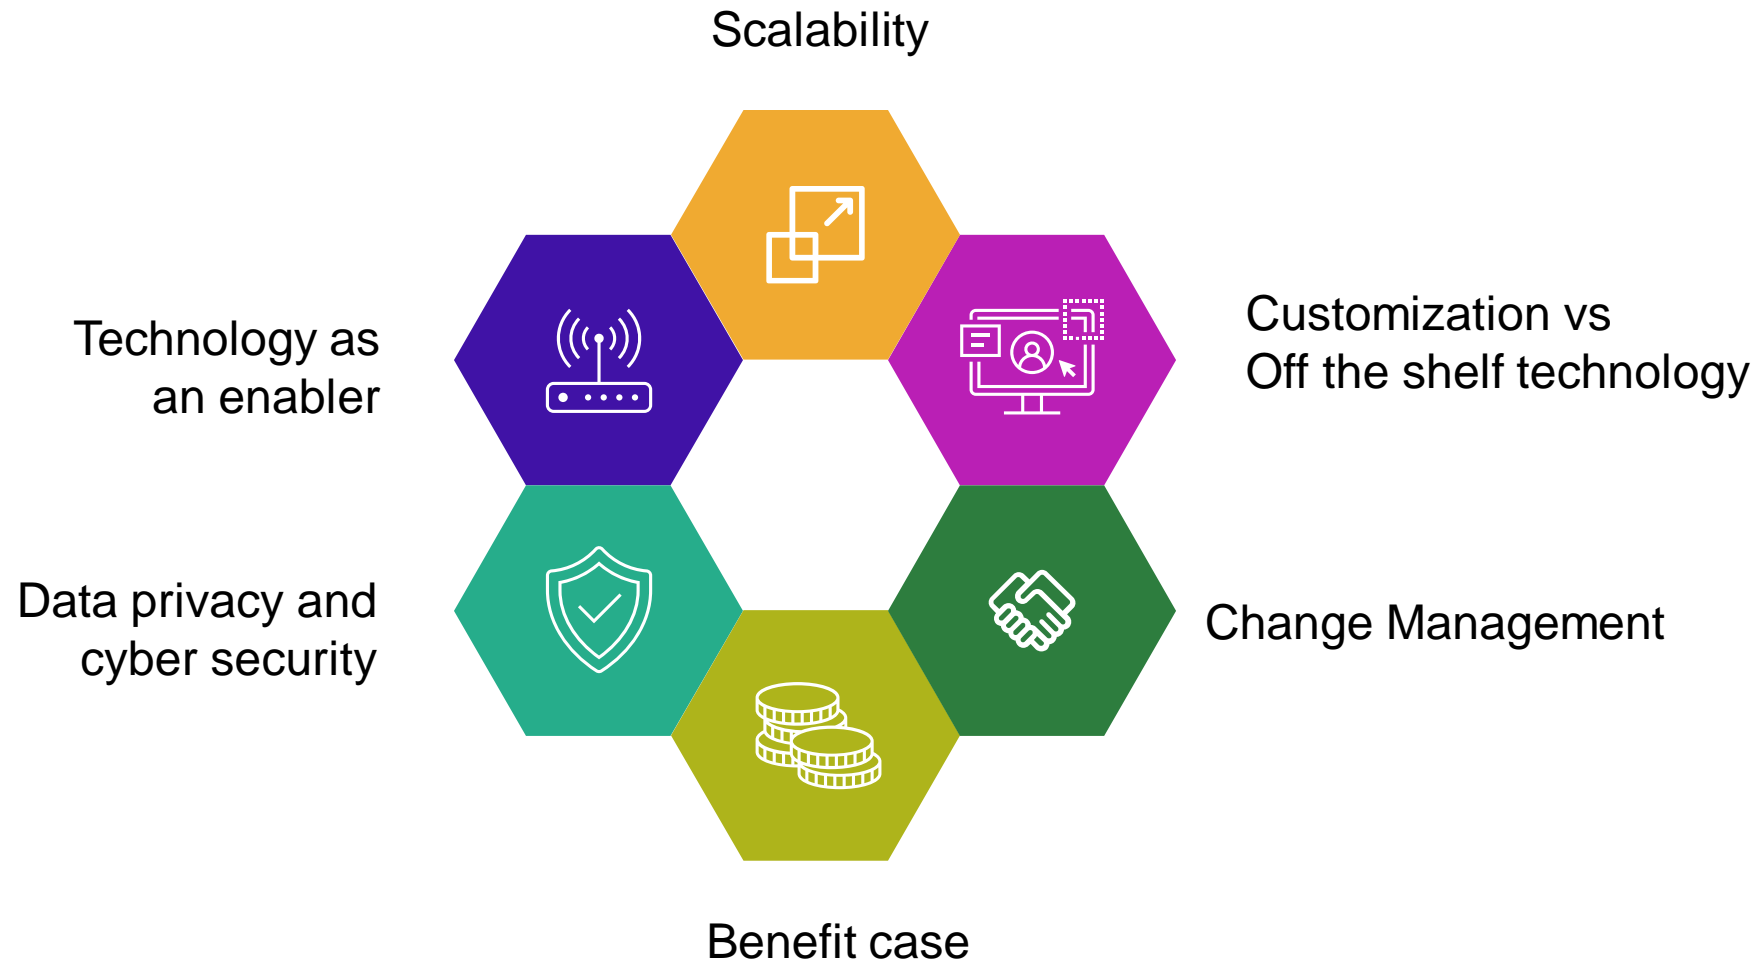 Scalability
Technology as
an enabler
Customization vs
Off the shelf technology
Data privacy and
cyber security
Change Management
Benefit case